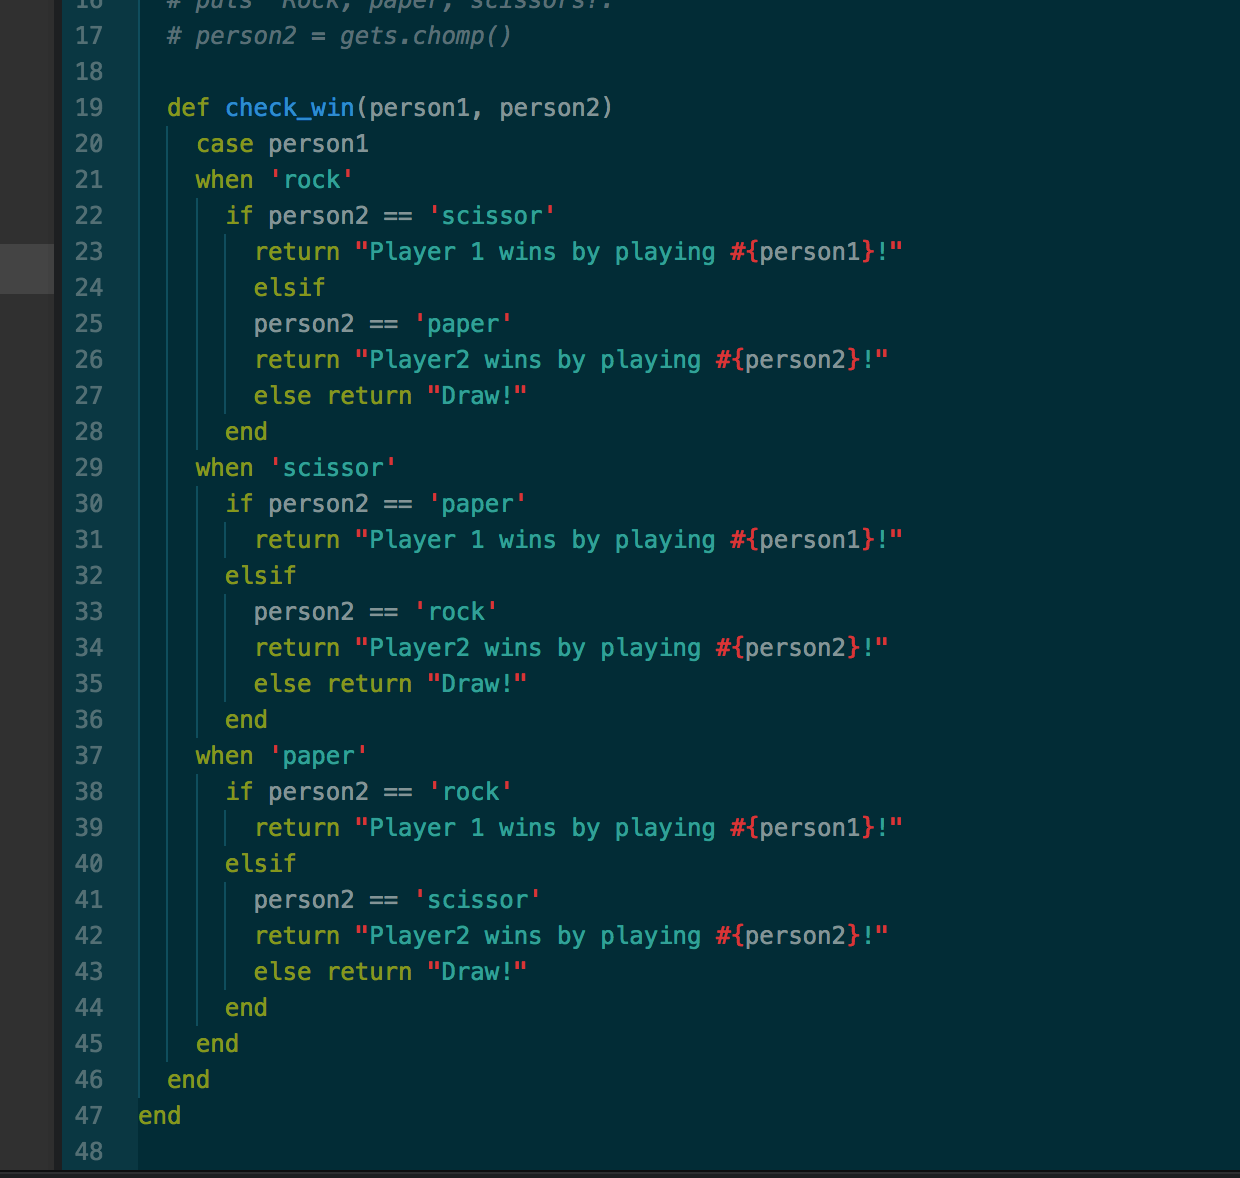 16 # puts "Rock, paper, scissors?:
17 # person2 = gets.chomp()
18
19 def check_win(person1, person2)
20 case person1
21 when 'rock'
22 if person2 == 'scissor'
23 return "Player 1 wins by playing #{person1}!"
24 elsif
25 person2 == 'paper'
26 return "Player2 wins by playing #{person2}!"
27 else return "Draw!"
28 end
29 when 'scissor'
30 if person2 == 'paper'
31 return "Player 1 wins by playing #{person1}!"
32 elsif
33 person2 == 'rock'
34 return "Player2 wins by playing #{person2}!"
35 else return "Draw!"
36 end
37 when 'paper'
38 if person2 == 'rock'
39 return "Player 1 wins by playing #{person1}!"
40 elsif
41 person2 == 'scissor'
42 return "Player2 wins by playing #{person2}!"
43 else return "Draw!"
44 end
45 end
46 end
47 end
48